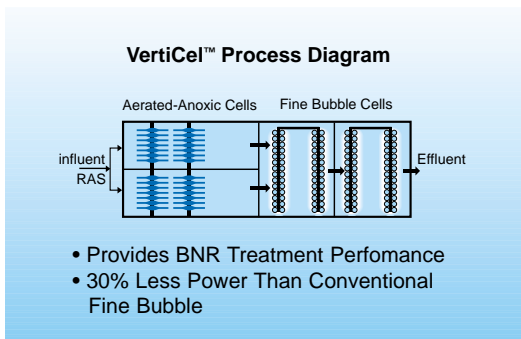 VertiCel™ Process Diagram
Aerated-Anoxic Cells
Fine Bubble Cells
influent
RAS
Effluent
• Provides BNR Treatment Perfomance
• 30% Less Power Than Conventional
Fine Bubble